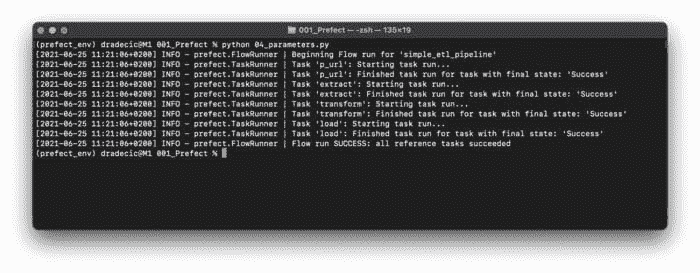 001_Prefect — -zsh — 135×19
(prefect_env) dradecic@M1 001_Prefect % python 04_parameters.py
[2021-06-25 11:21:06+0200] INFO - prefect.FlowRunner | Beginning Flow run for 'simple_etl_pipeline'
[2021-06-25 11:21:06+0200] INFO - prefect.TaskRunner | Task 'p_url': Starting task run...
[2021-06-25 11:21:06+0200] INFO - prefect.TaskRunner | Task 'p_url': Finished task run for task with final state: 'Success'
[2021-06-25 11:21:06+0200] INFO - prefect.TaskRunner | Task 'extract': Starting task run...
[2021-06-25 11:21:06+0200] INFO - prefect.TaskRunner | Task 'extract': Finished task run for task with final state: 'Success'
[2021-06-25 11:21:06+0200] INFO - prefect.TaskRunner | Task 'transform': Starting task run...
[2021-06-25 11:21:06+0200] INFO - prefect.TaskRunner | Task 'transform': Finished task run for task with final state: 'Success'
[2021-06-25 11:21:06+0200] INFO - prefect.TaskRunner | Task 'load': Starting task run...
[2021-06-25 11:21:06+0200] INFO - prefect.TaskRunner | Task 'load': Finished task run for task with final state: 'Success'
[2021-06-25 11:21:06+0200] INFO - prefect.FlowRunner | Flow run SUCCESS: all reference tasks succeeded
(prefect_env) dradecic@M1 001_Prefect %